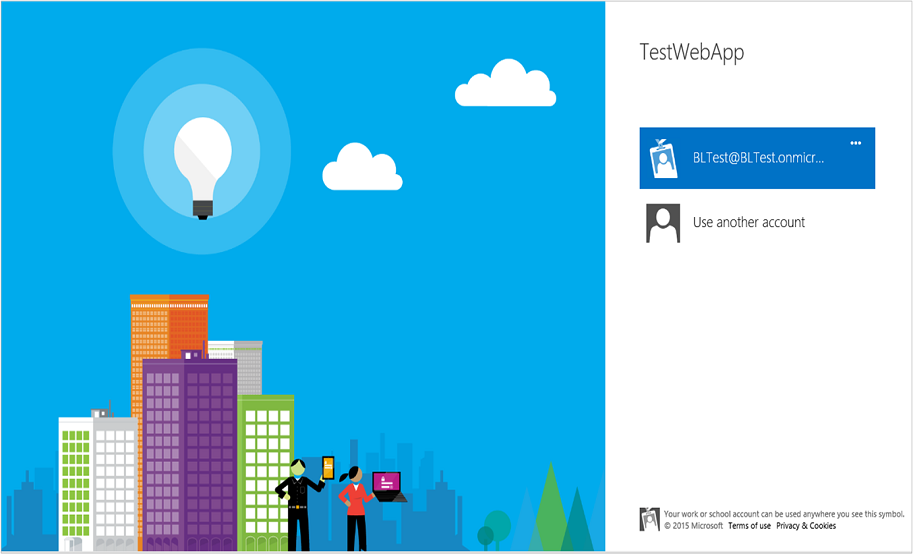 TestWebApp
BLTest@BLTest.onmicr...
Use another account
Your work or school account can be used anywhere you see this symbol.
© 2015 Microsoft Terms of use Privacy & Cookies